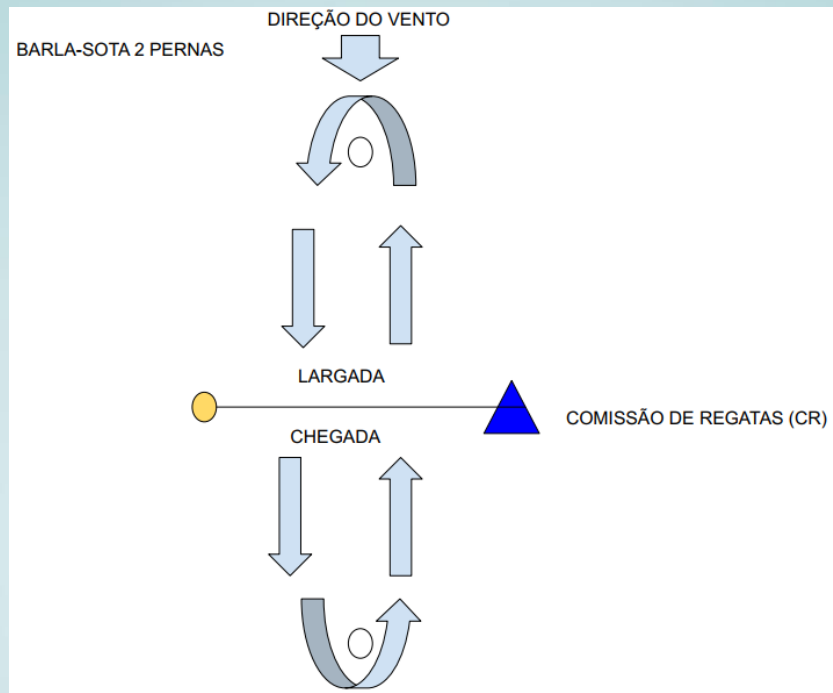 DIREÇÃO DO VENTO
BARLA-SOTA 2 PERNAS
LARGADA
CHEGADA
COMISSÃO DE REGATAS (CR)